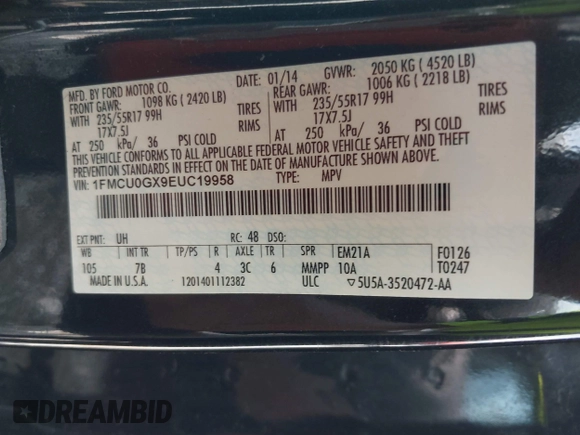 MFD. BY FORD MOTOR CO.
DATE: 01/14 GVWR: 2050 KG ( 4520 LB)
FRONT GAWR: 1098 KG ( 2420 LB) REAR GAWR: 1006 KG ( 2218 LB)
WITH 235/55R17 99H TIRES WITH 235/55R17 99H TIRES
17X7.5J RIMS 17X7.5J RIMS
AT 250 kPa/ 36 PSI COLD AT 250 kPa/ 36 PSI COLD
THIS VEHICLE CONFORMS TO ALL APPLICABLE FEDERAL MOTOR VEHICLE SAFETY, BUMPER, AND THEFT
PREVENTION STANDARDS IN EFFECT ON THE DATE OF MANUFACTURE SHOWN ABOVE.
VIN: 1FMCU0GX9EUC19958 TYPE: MPV
EXT PNT: UH RC: 48 DSO:
WB INT TR TP/PS R AXLE TR SPR EM21A F0126
105 7B 4 3C 6 MMPP 10A T0247
MADE IN U.S.A. 1201401112382 ULC ▽5U5A-3520472-AA
DREAMBID